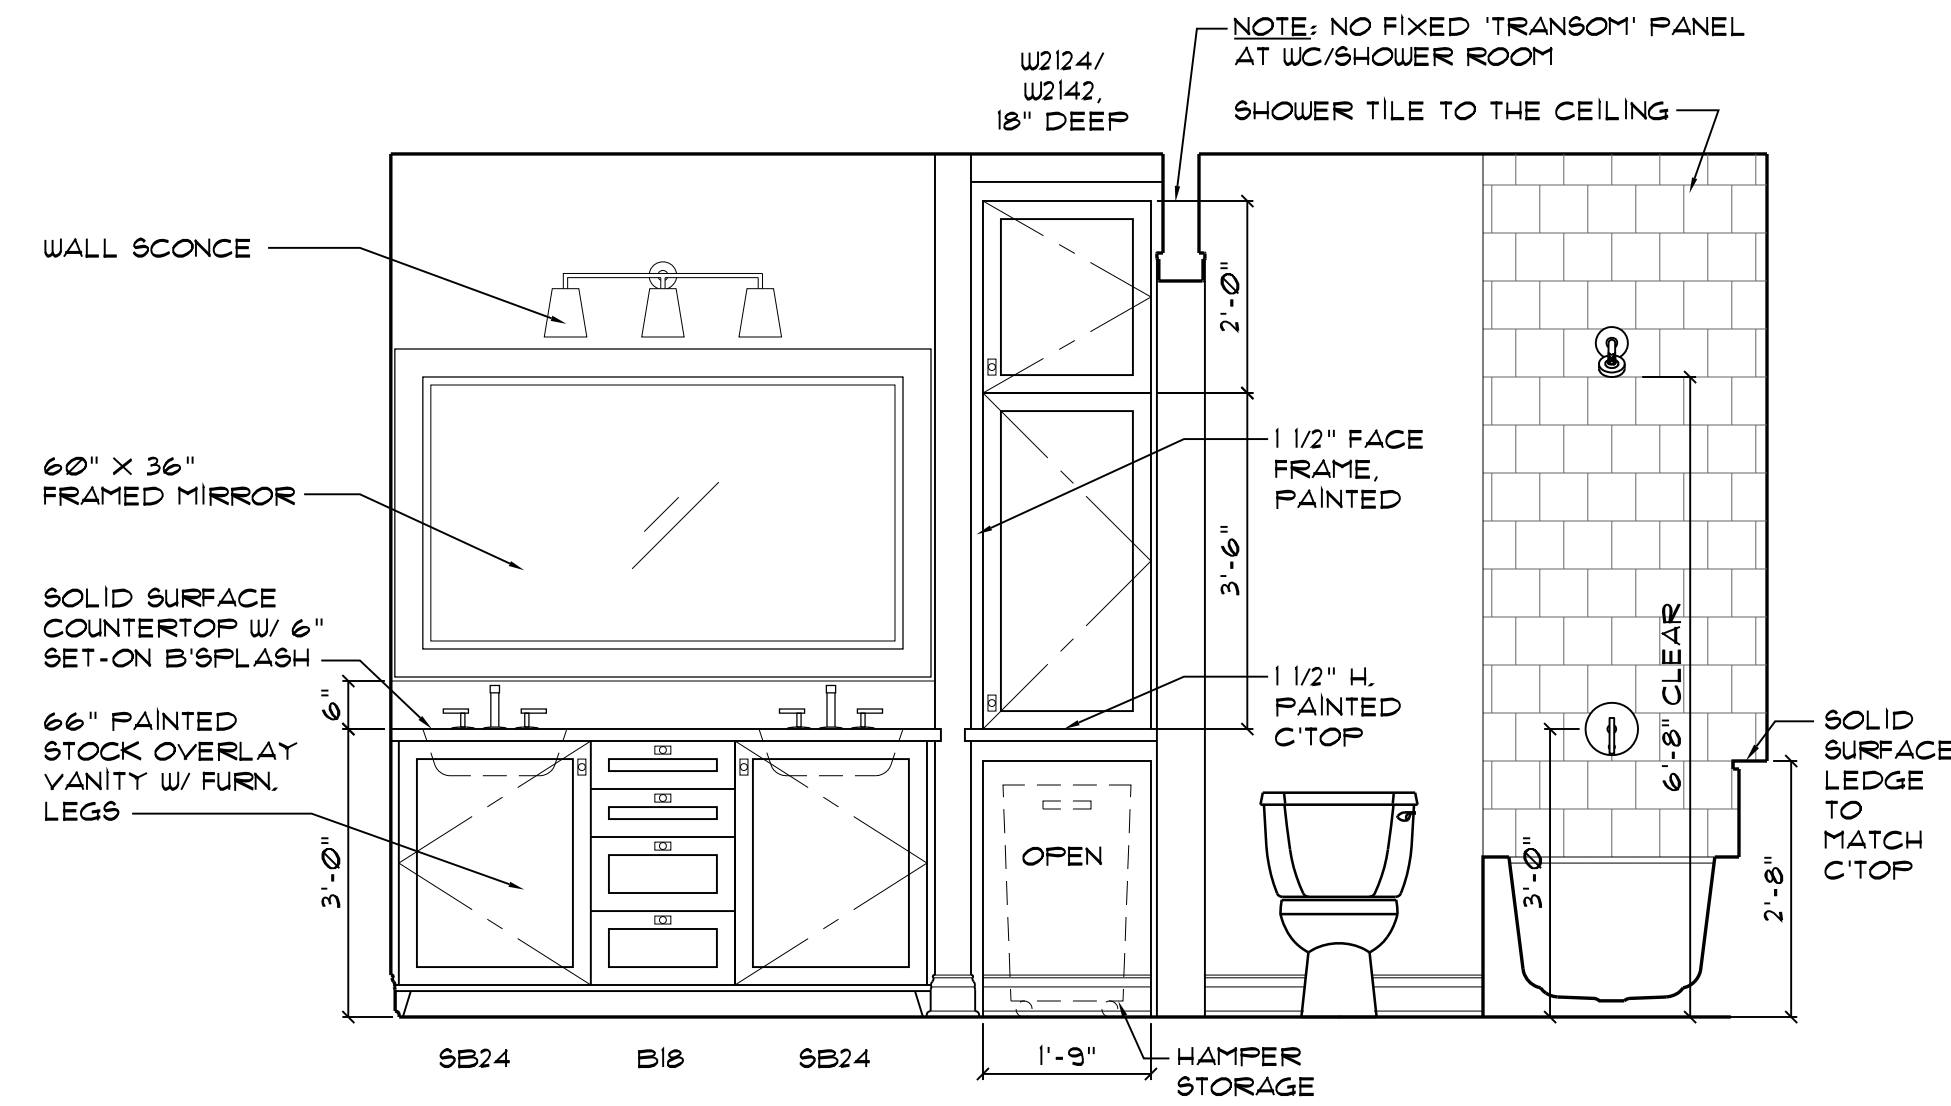 NOTE: NO FIXED 'TRANSOM' PANEL
AT WC/SHOWER ROOM
W2124/
W2142,
18" DEEP
SHOWER TILE TO THE CEILING
WALL SCONCE
2'-0"
1 1/2" FACE
FRAME,
PAINTED
60" X 36"
FRAMED MIRROR
3'-6"
SOLID SURFACE
COUNTERTOP W/ 6"
SET-ON B'SPLASH
6"
1 1/2" H.
PAINTED
C'TOP
6'-8" CLEAR
66" PAINTED
STOCK OVERLAY
VANITY W/ FURN.
LEGS
SOLID
SURFACE
LEDGE
TO
MATCH
C'TOP
3'-0"
OPEN
3'-0"
2'-8"
SB24
B18
SB24
1'-9"
HAMPER
STORAGE